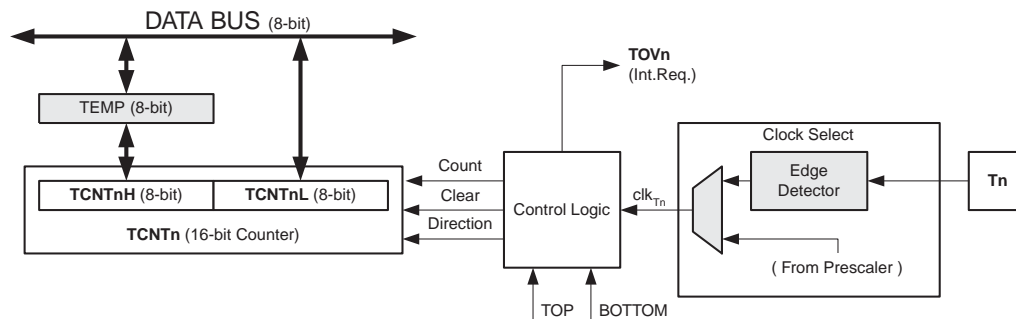 DATA BUS (8-bit)
TOVn
(Int.Req.)
TEMP (8-bit)
Clock Select
Count
Edge
Detector
Tn
TCNTnH (8-bit) TCNTnL (8-bit)
Clear
Control Logic
clkTn
TCNTn (16-bit Counter)
Direction
( From Prescaler )
TOP
BOTTOM